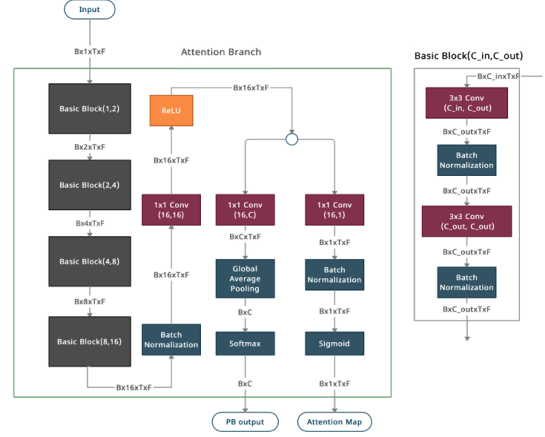 Input
Bx1xTxF
Attention Branch
Basic Block(1,2)
Bx2xTxF
Basic Block(2,4)
Bx4xTxF
Basic Block(4,8)
Bx8xTxF
Basic Block(8,16)
Bx16xTxF
Batch
Normalization
Bx16xTxF
1x1 Conv
(16,16)
Bx16xTxF
ReLU
Bx16xTxF
1x1 Conv
(16,C)
BxCxTxF
Global
Average
Pooling
BxC
Softmax
BxC
PB output
1x1 Conv
(16,1)
Bx1xTxF
Batch
Normalization
Bx1xTxF
Sigmoid
Bx1xTxF
Attention Map
Basic Block(C_in,C_out)
BxC_inxTxF
3x3 Conv
(C_in, C_out)
BxC_outxTxF
Batch
Normalization
BxC_outxTxF
3x3 Conv
(C_out, C_out)
BxC_outxTxF
Batch
Normalization
BxC_outxTxF